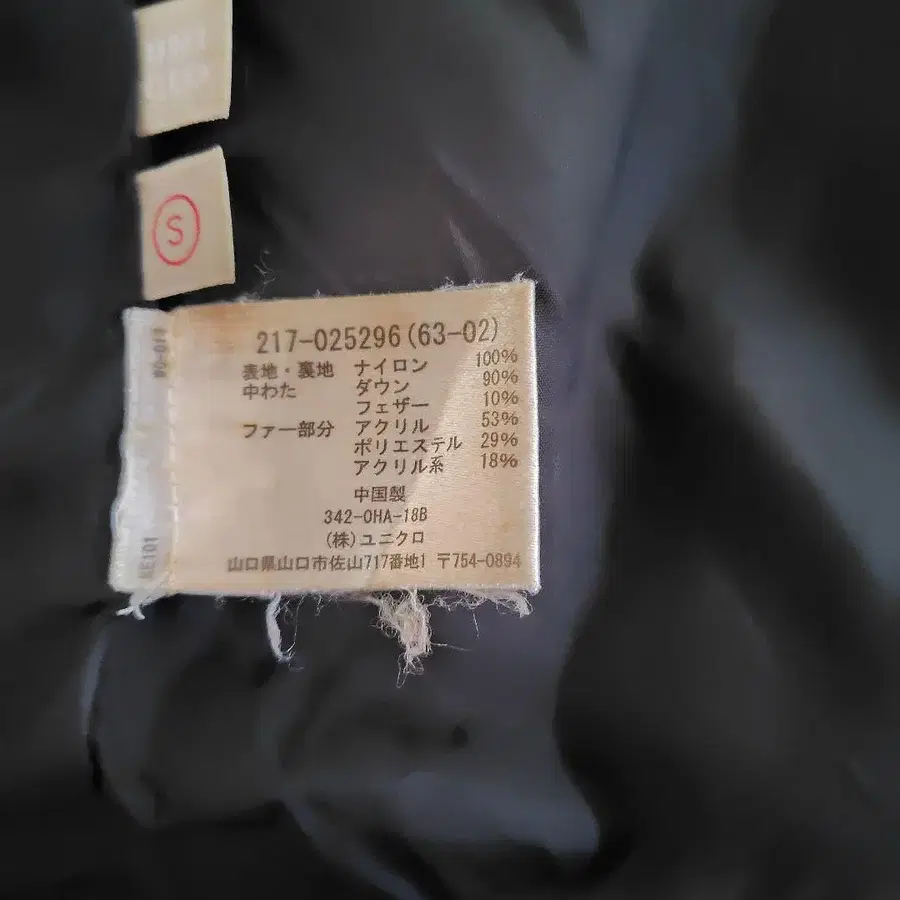 S
217-025296(63-02)
表地・裏地 ナイロン 100%
中わた ダウン 90%
フェザー 10%
ファー部分 アクリル 53%
ポリエステル 29%
アクリル系 18%
中国製
342-OHA-18B
(株)ユニクロ
山口県山口市佐山717番地1 〒754-0894